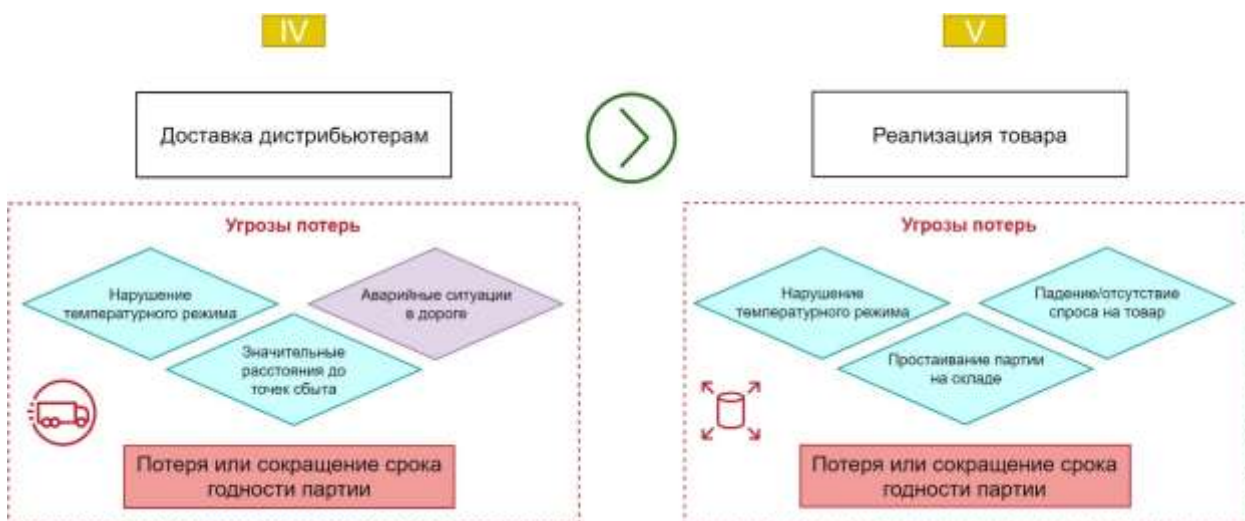 IV
V
Доставка дистрибьютерам
Реализация товара
Угрозы потерь
Нарушение
температурного режима
Аварийные ситуации
в дороге
Значительные
расстояния до
точек сбыта
Потеря или сокращение срока
годности партии
Угрозы потерь
Нарушение
температурного режима
Падение/отсутствие
спроса на товар
Простаивание партии
на складе
Потеря или сокращение срока
годности партии